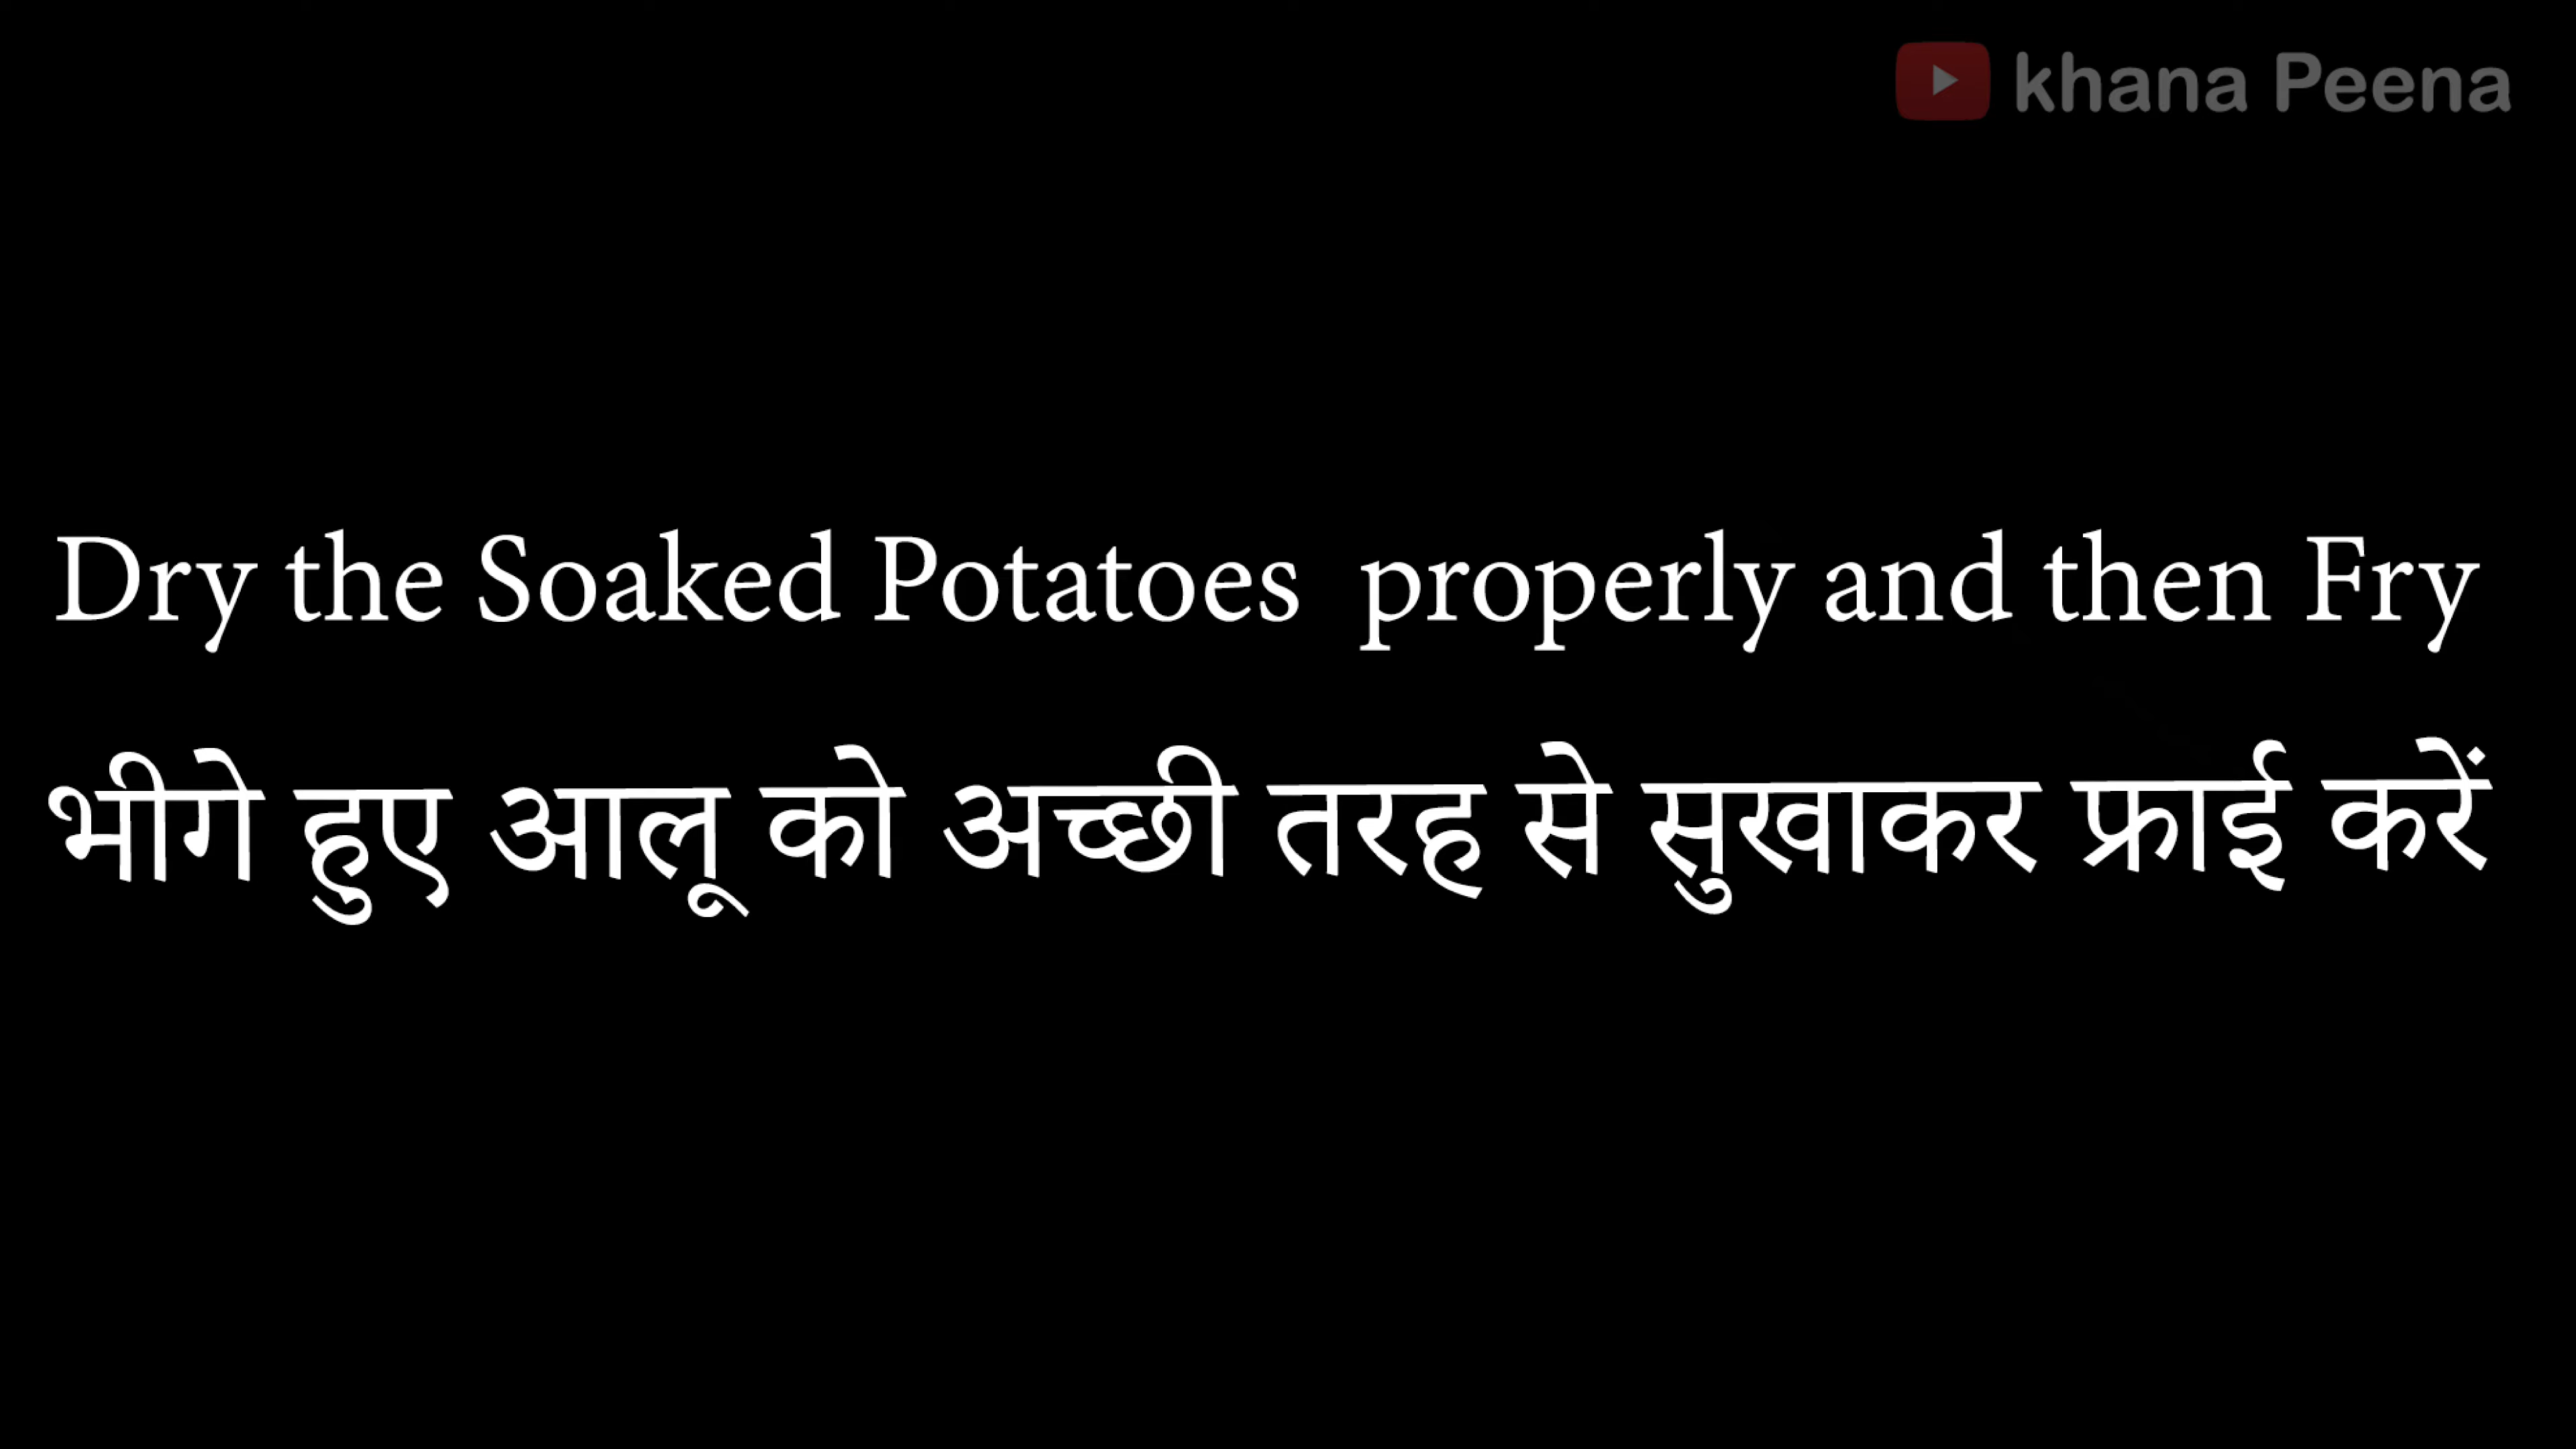 khana Peena
Dry the Soaked Potatoes  properly and then Fry
भीगे हुए आलू को अच्छी तरह से सुखाकर फ्राई करें